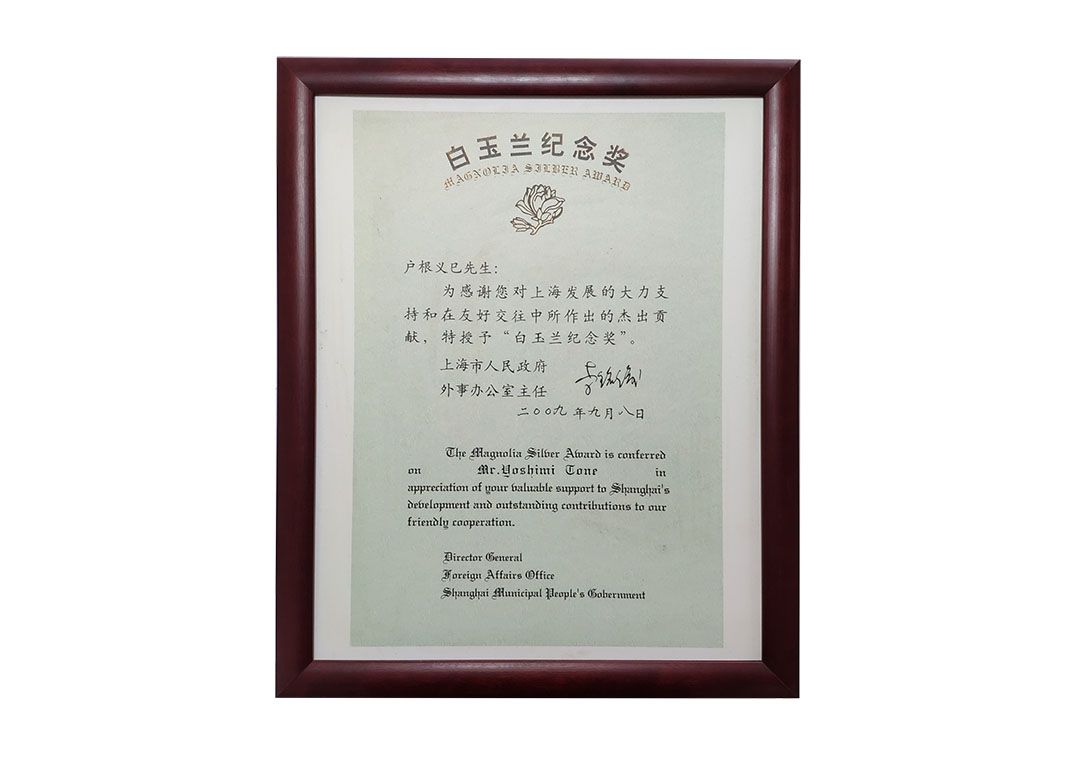 白玉兰纪念奖
MAGNOLIA SILBER AWARD
户根义已先生：
为感谢您对上海发展的大力支
持和在友好交往中所作出的杰出贡
献，特授予“白玉兰纪念奖”。
上海市人民政府
外事办公室主任
二〇〇九年九月八日
The Magnolia Silver Award is conferred
on Mr.Yoshimi Tone in
appreciation of your valuable support to Shanghai's
development and outstanding contributions to our
friendly cooperation.
Director General
Foreign Affairs Office
Shanghai Municipal People's Government